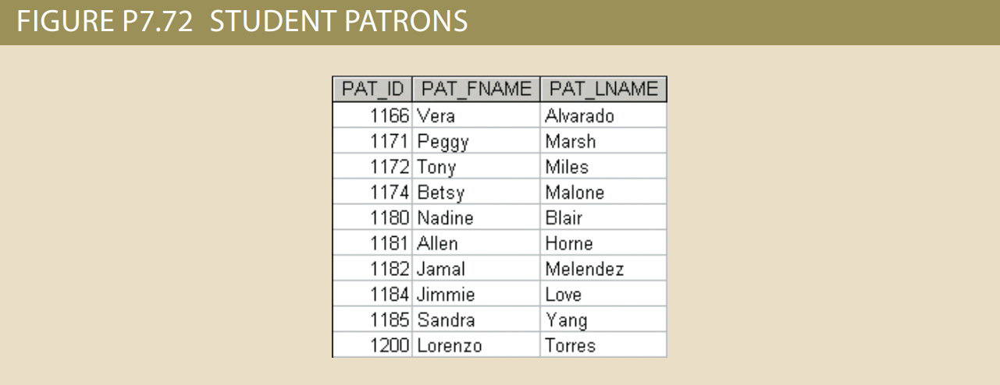 FIGURE P7.72 STUDENT PATRONS
PAT_ID PAT_FNAME PAT_LNAME
1166 Vera Alvarado
1171 Peggy Marsh
1172 Tony Miles
1174 Betsy Malone
1180 Nadine Blair
1181 Allen Horne
1182 Jamal Melendez
1184 Jimmie Love
1185 Sandra Yang
1200 Lorenzo Torres